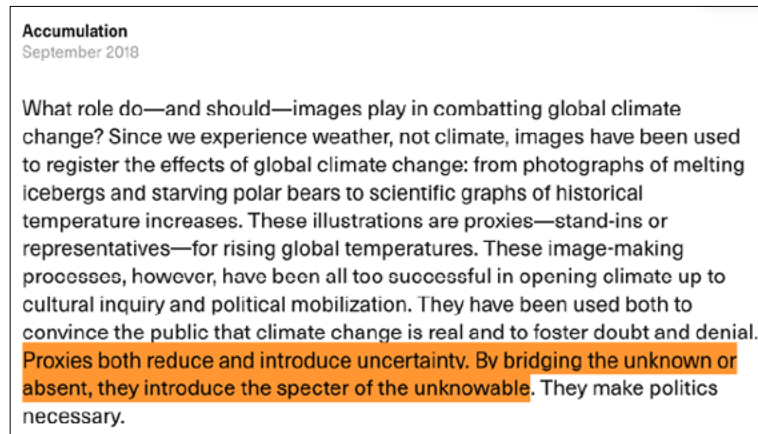 Accumulation
September 2018
What role do—and should—images play in combatting global climate
change? Since we experience weather, not climate, images have been used
to register the effects of global climate change: from photographs of melting
icebergs and starving polar bears to scientific graphs of historical
temperature increases. These illustrations are proxies—stand-ins or
representatives—for rising global temperatures. These image-making
processes, however, have been all too successful in opening climate up to
cultural inquiry and political mobilization. They have been used both to
convince the public that climate change is real and to foster doubt and denial.
Proxies both reduce and introduce uncertainty. By bridging the unknown or
absent, they introduce the specter of the unknowable. They make politics
necessary.